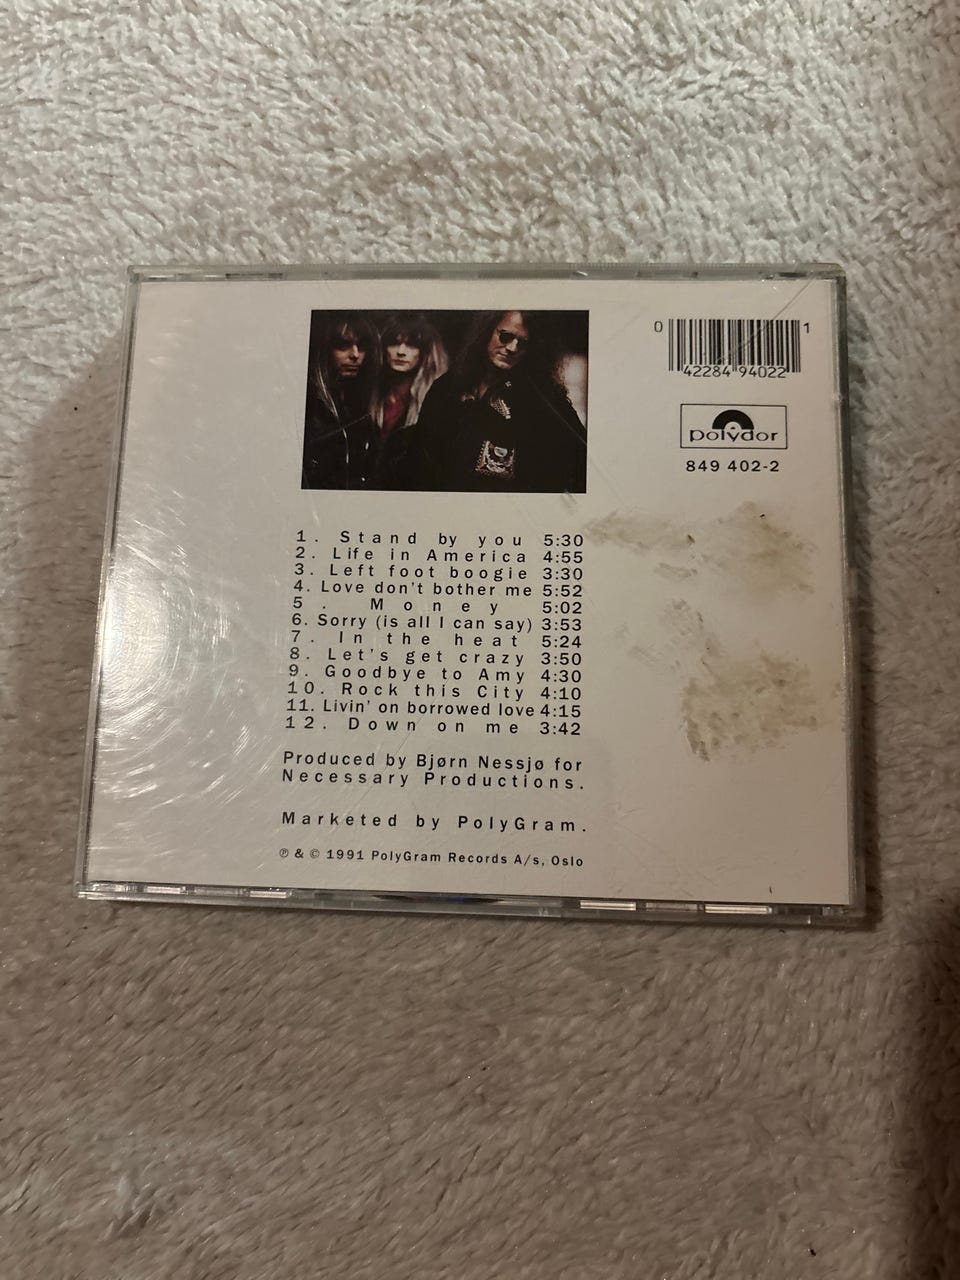 0 42284 94022 1
polydor
849 402-2
1. Stand by you 5:30
2. Life in America 4:55
3. Left foot boogie 3:30
4. Love don't bother me 5:52
5. Money 5:02
6. Sorry (is all I can say) 3:53
7. In the heat 5:24
8. Let's get crazy 3:50
9. Goodbye to Amy 4:30
10. Rock this City 4:10
11. Livin' on borrowed love 4:15
12. Down on me 3:42
Produced by Bjørn Nessjø for
Necessary Productions.
Marketed by PolyGram.
℗ & © 1991 PolyGram Records A/s, Oslo